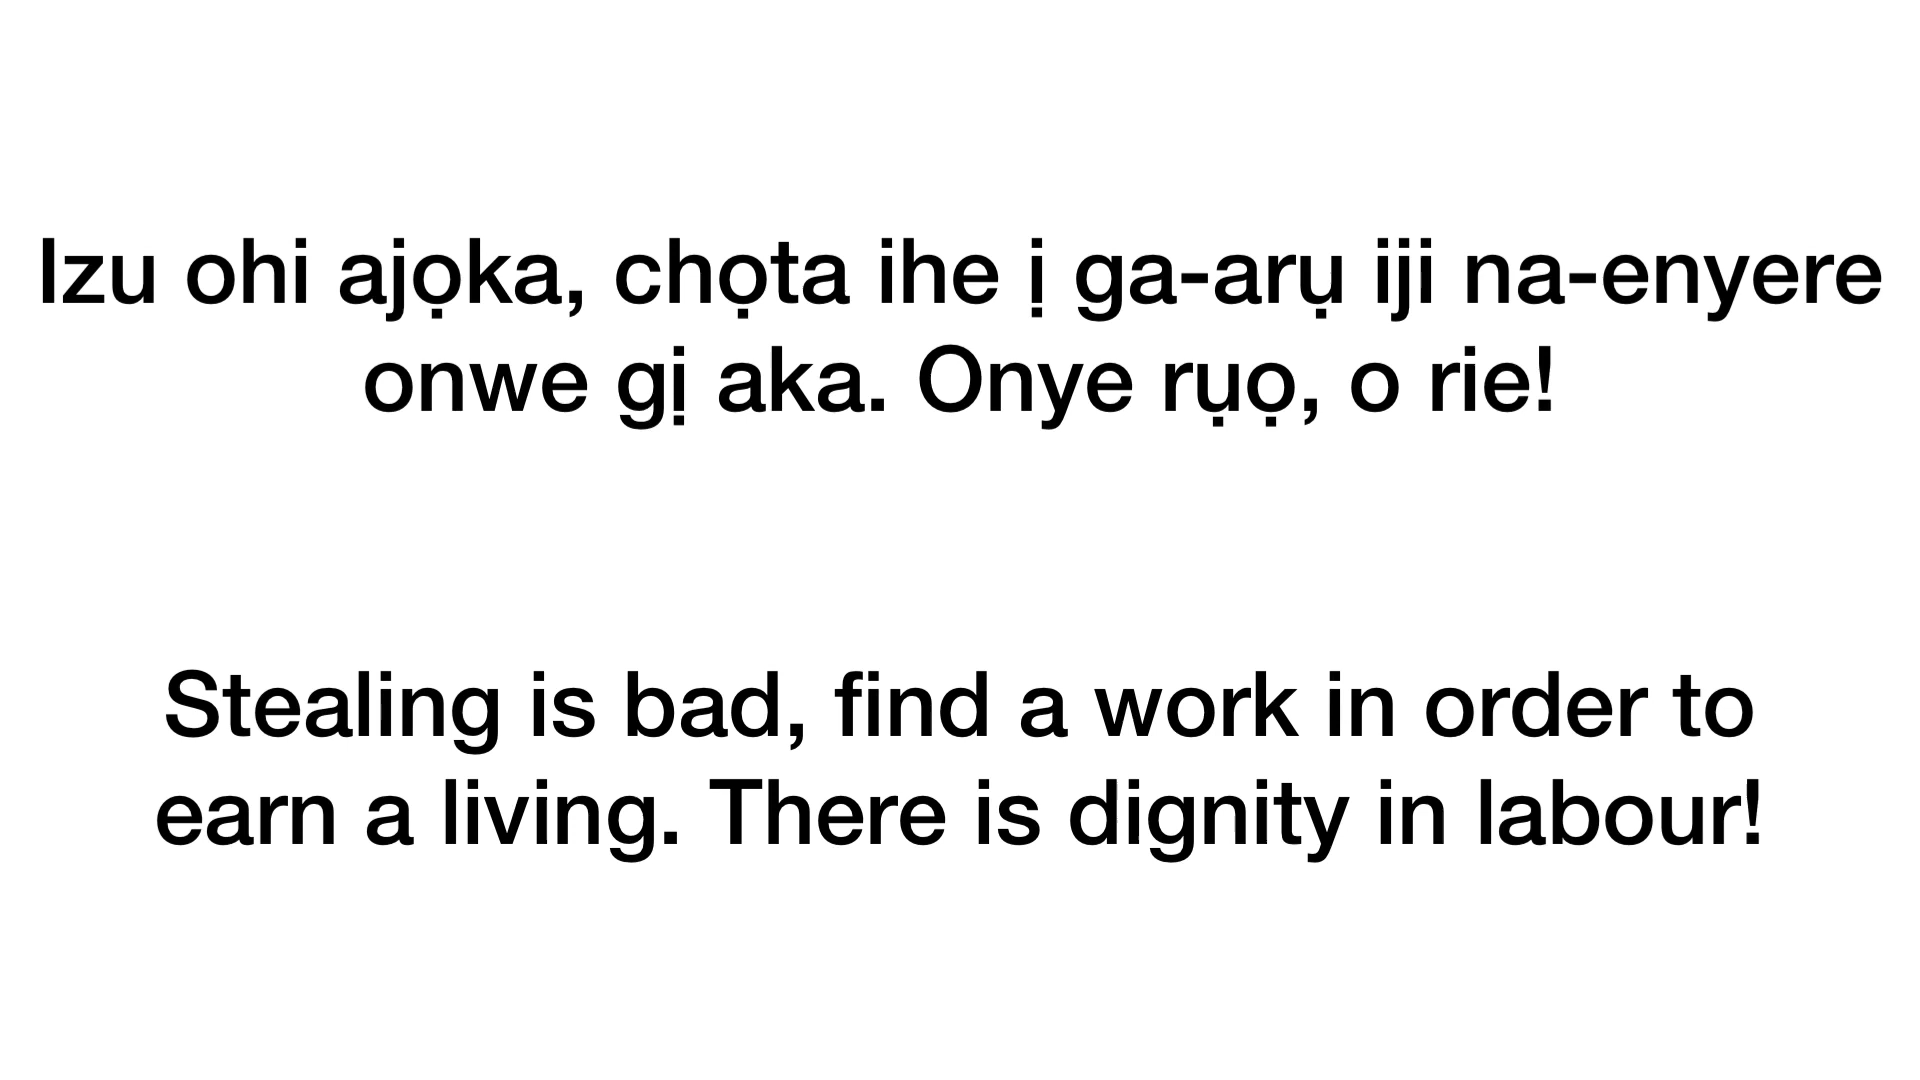 Izu ohi ajọka, chọta ihe ị ga-arụ iji na-enyere
onwe gị aka. Onye rụọ, o rie!
Stealing is bad, find a work in order to
earn a living. There is dignity in labour!